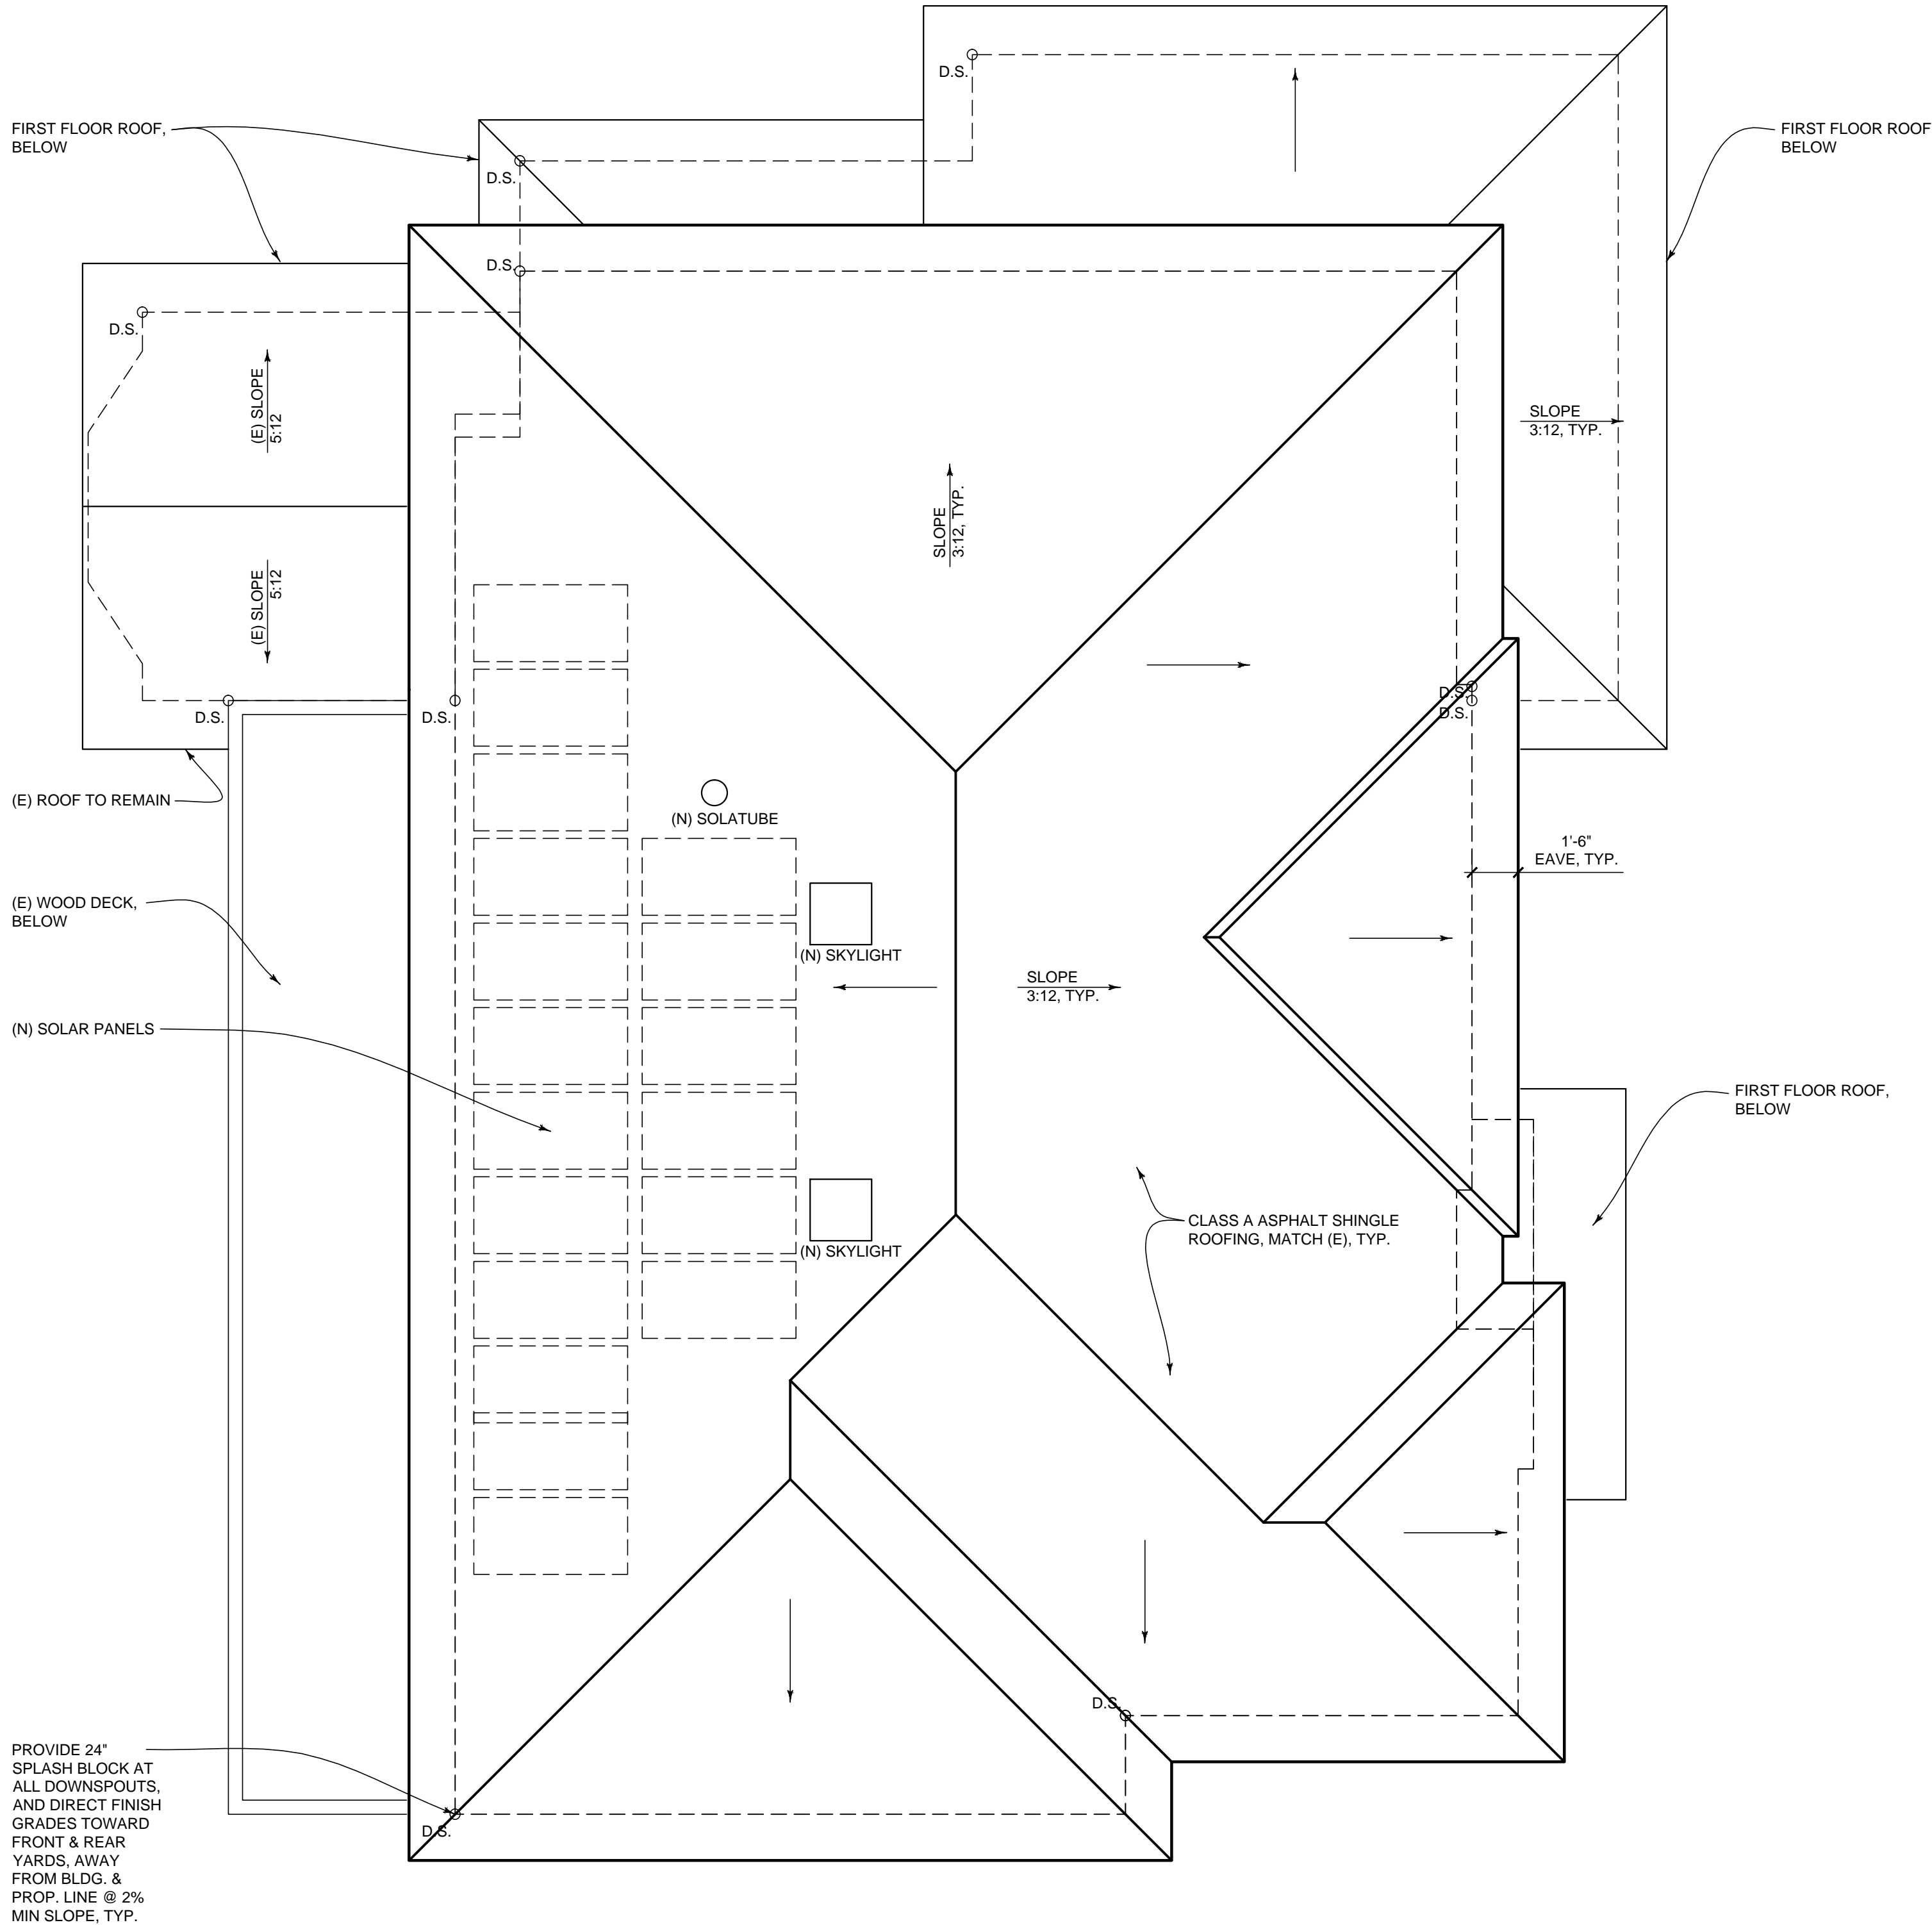 D.S.
FIRST FLOOR ROOF,
BELOW
FIRST FLOOR ROOF
BELOW
D.S.
D.S.
D.S.
(E) SLOPE
5:12
SLOPE
3:12, TYP.
SLOPE
3:12, TYP.
(E) SLOPE
5:12
D.S.
D.S.
D.S.
D.S.
(E) ROOF TO REMAIN
(N) SOLATUBE
1'-6"
EAVE, TYP.
(E) WOOD DECK,
BELOW
(N) SKYLIGHT
SLOPE
3:12, TYP.
(N) SOLAR PANELS
FIRST FLOOR ROOF,
BELOW
CLASS A ASPHALT SHINGLE
ROOFING, MATCH (E), TYP.
(N) SKYLIGHT
D.S.
PROVIDE 24"
SPLASH BLOCK AT
ALL DOWNSPOUTS,
AND DIRECT FINISH
GRADES TOWARD
FRONT & REAR
YARDS, AWAY
FROM BLDG. &
PROP. LINE @ 2%
MIN SLOPE, TYP.
D.S.